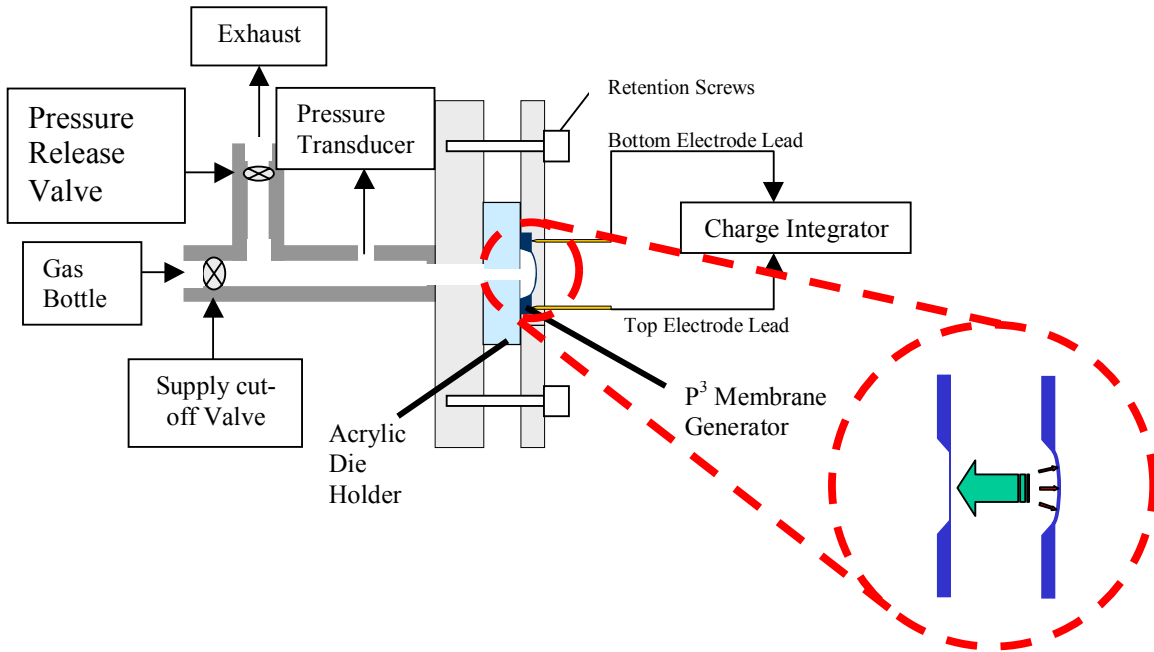 Exhaust
Pressure
Release
Valve
Pressure
Transducer
Retention Screws
Bottom Electrode Lead
Charge Integrator
Gas
Bottle
Top Electrode Lead
Supply cut-
off Valve
Acrylic
Die
Holder
P³ Membrane
Generator